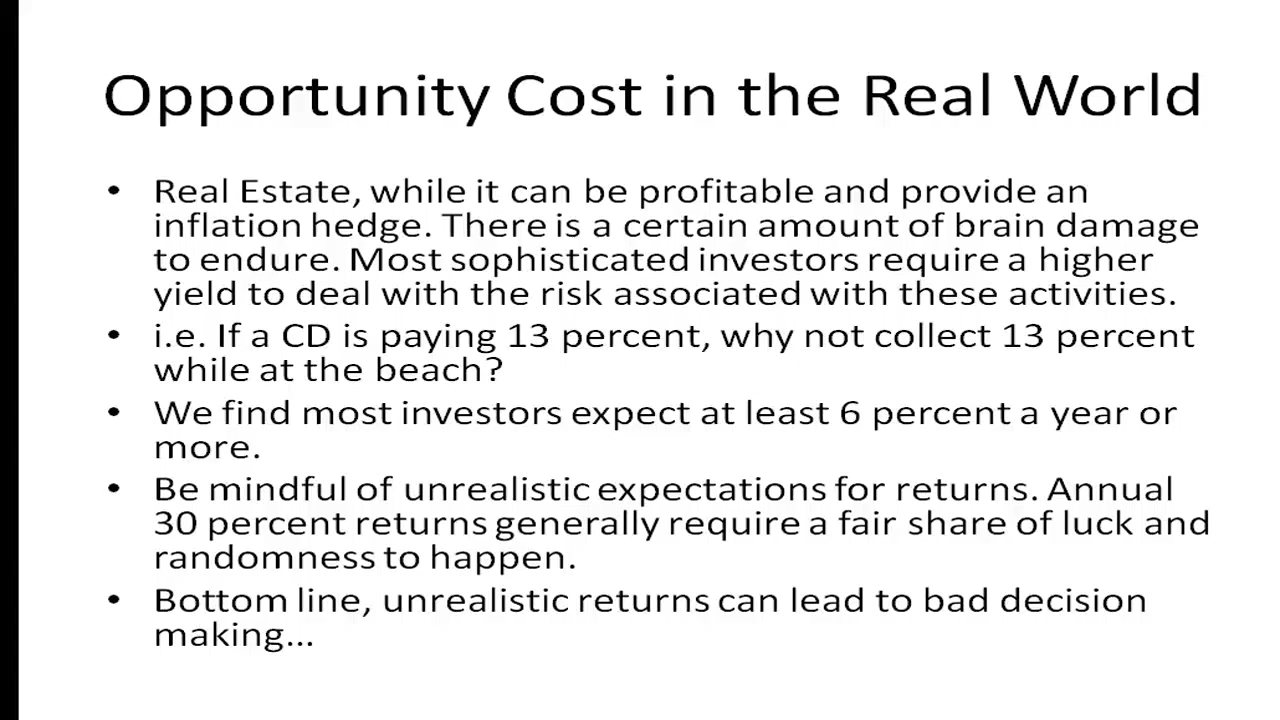 Opportunity Cost in the Real World
• Real Estate, while it can be profitable and provide an
inflation hedge. There is a certain amount of brain damage
to endure. Most sophisticated investors require a higher
yield to deal with the risk associated with these activities.
• i.e. If a CD is paying 13 percent, why not collect 13 percent
while at the beach?
• We find most investors expect at least 6 percent a year or
more.
• Be mindful of unrealistic expectations for returns. Annual
30 percent returns generally require a fair share of luck and
randomness to happen.
• Bottom line, unrealistic returns can lead to bad decision
making...